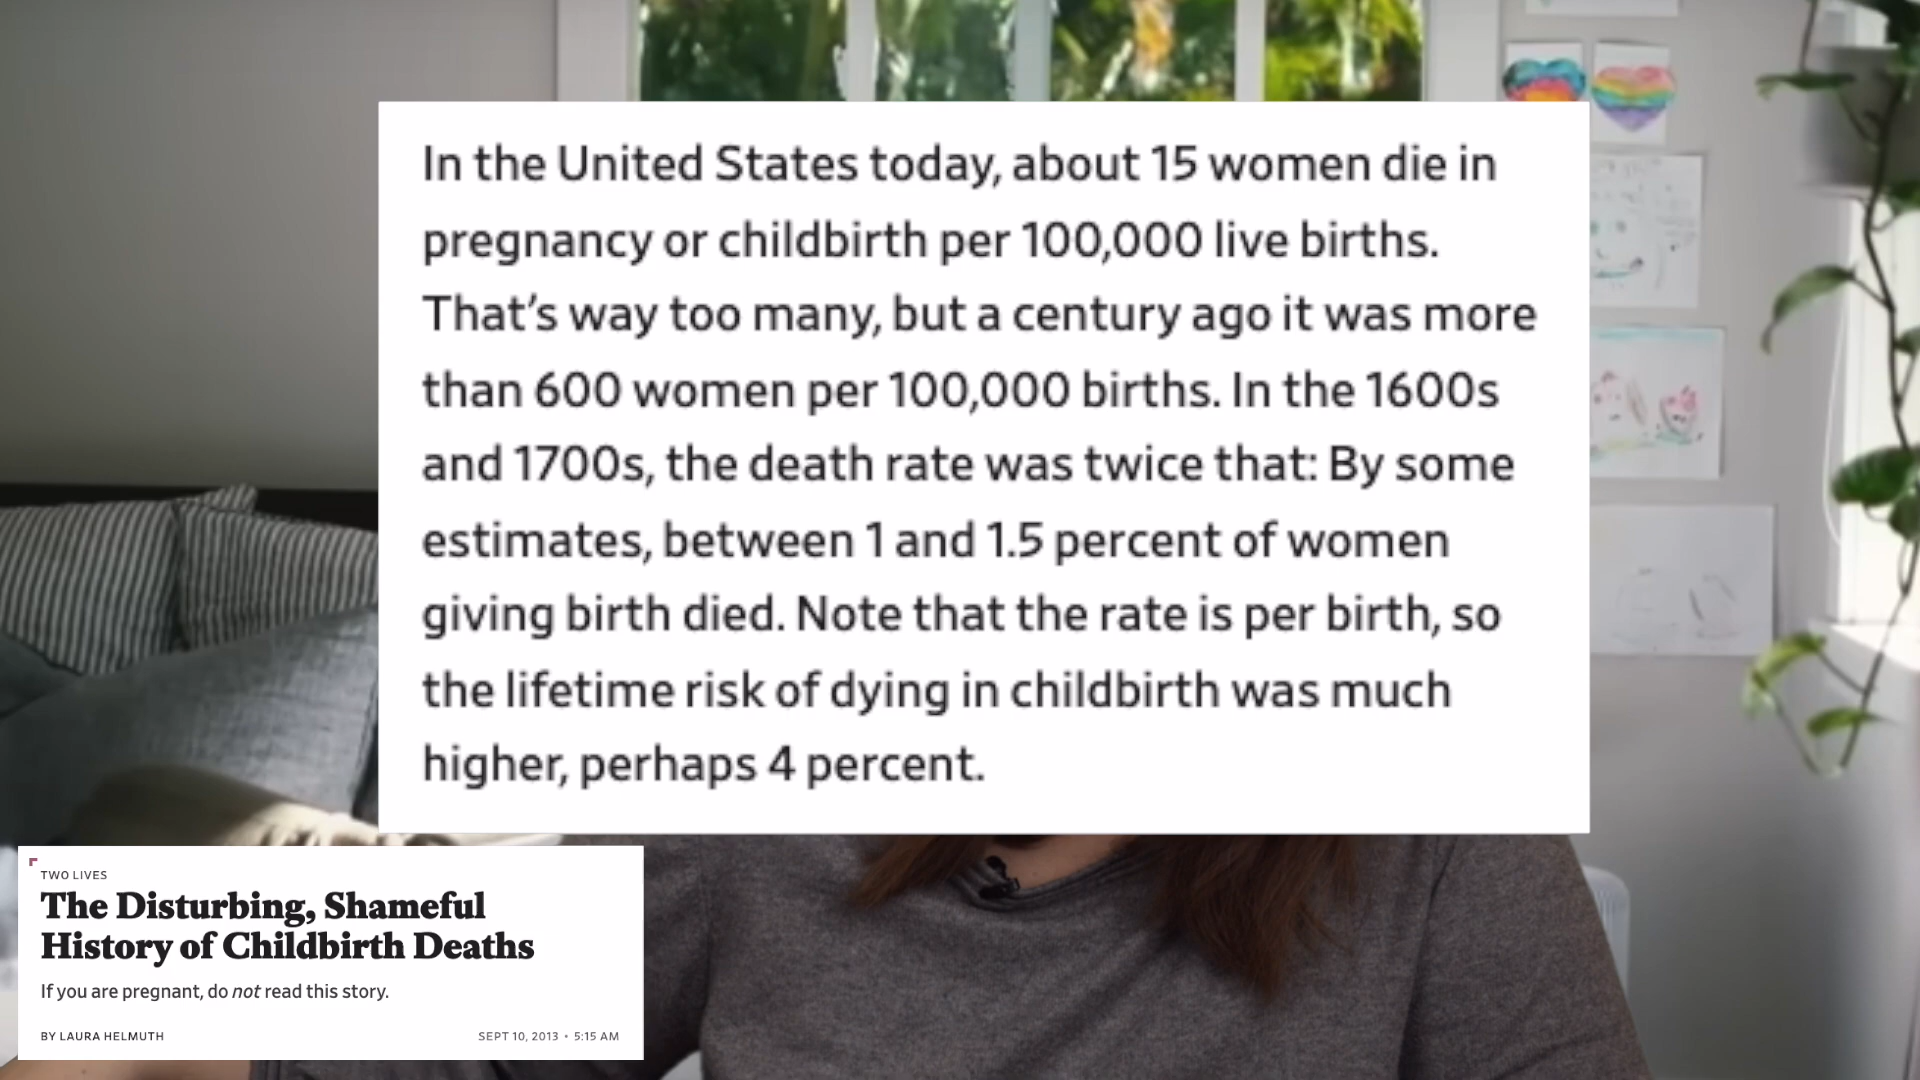 In the United States today, about 15 women die in
pregnancy or childbirth per 100,000 live births.
That's way too many, but a century ago it was more
than 600 women per 100,000 births. In the 1600s
and 1700s, the death rate was twice that: By some
estimates, between 1 and 1.5 percent of women
giving birth died. Note that the rate is per birth, so
the lifetime risk of dying in childbirth was much
higher, perhaps 4 percent.
TWO LIVES
The Disturbing, Shameful
History of Childbirth Deaths
If you are pregnant, do not read this story.
BY LAURA HELMUTH
SEPT 10, 2013 • 5:15 AM